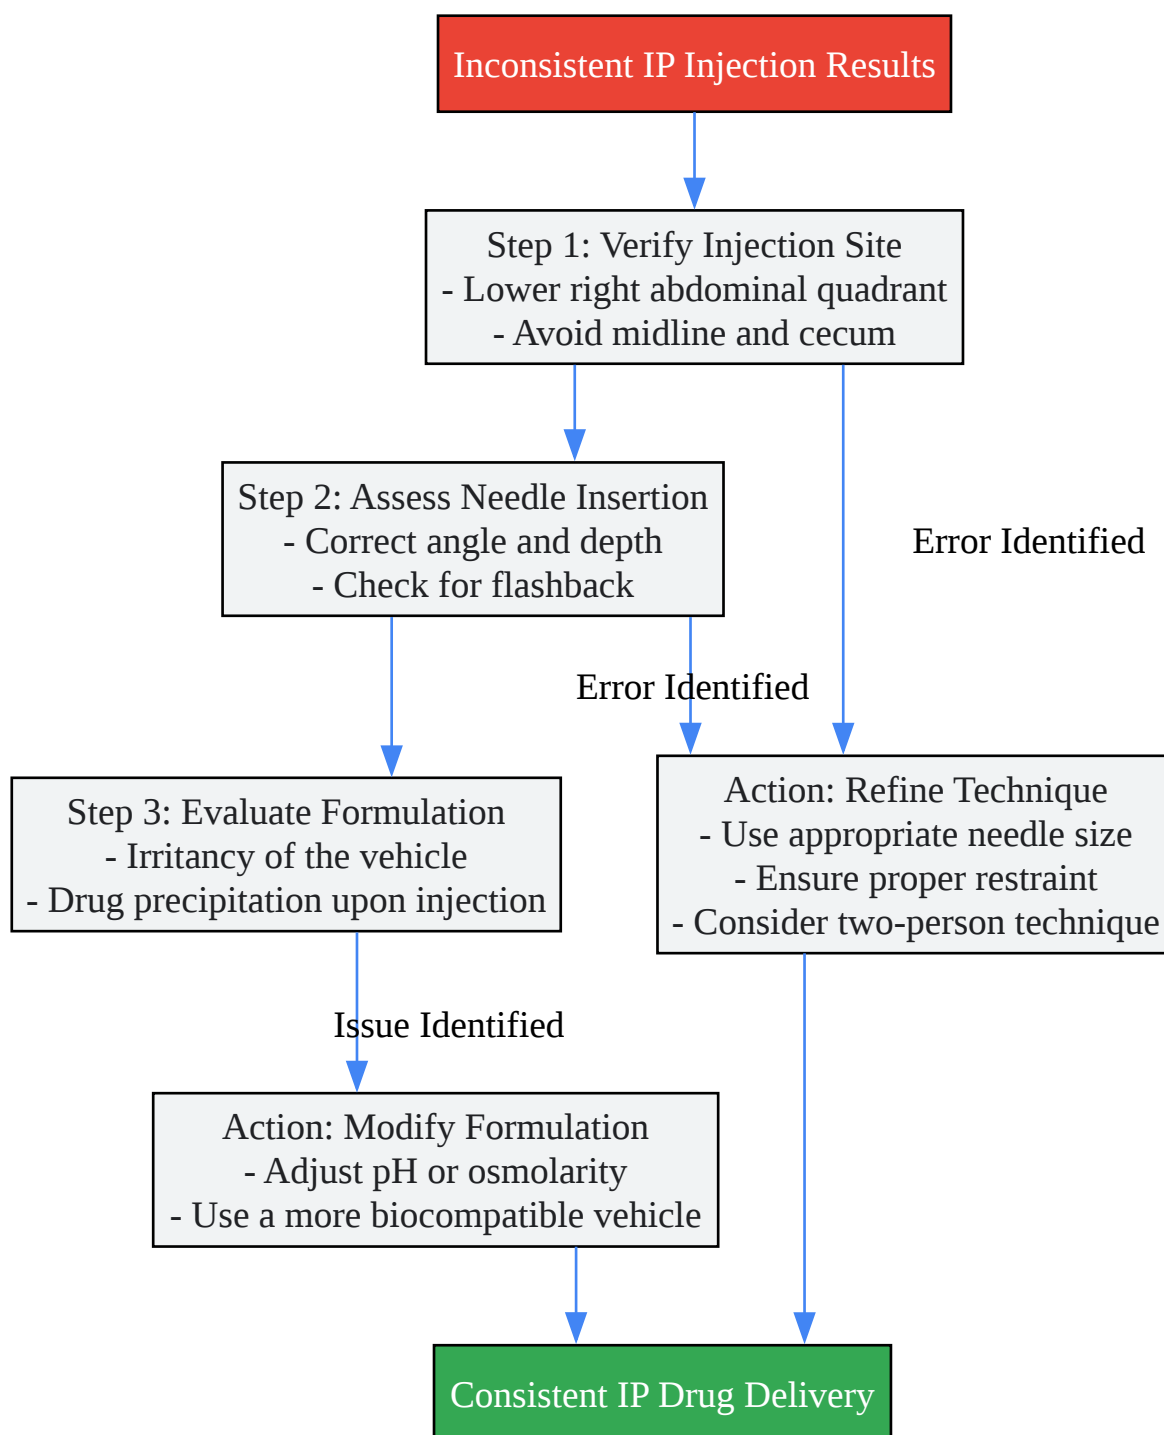 Inconsistent IP Injection Results
Step 1: Verify Injection Site
- Lower right abdominal quadrant
- Avoid midline and cecum
Step 2: Assess Needle Insertion
- Correct angle and depth
- Check for flashback
Error Identified
Error Identified
Step 3: Evaluate Formulation
- Irritancy of the vehicle
- Drug precipitation upon injection
Action: Refine Technique
- Use appropriate needle size
- Ensure proper restraint
- Consider two-person technique
Issue Identified
Action: Modify Formulation
- Adjust pH or osmolarity
- Use a more biocompatible vehicle
Consistent IP Drug Delivery